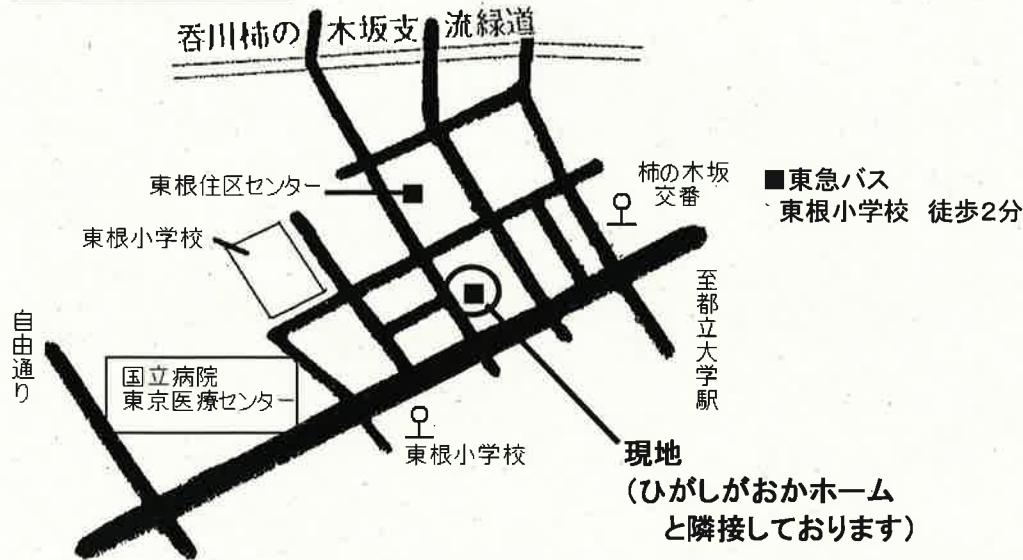 呑川柿の木坂支流緑道
東根住区センター
東根小学校
柿の木坂
交番
■東急バス
東根小学校 徒歩2分
至都立大学駅
自由通り
国立病院
東京医療センター
東根小学校
現地
(ひがしがおかホーム
と隣接しております)